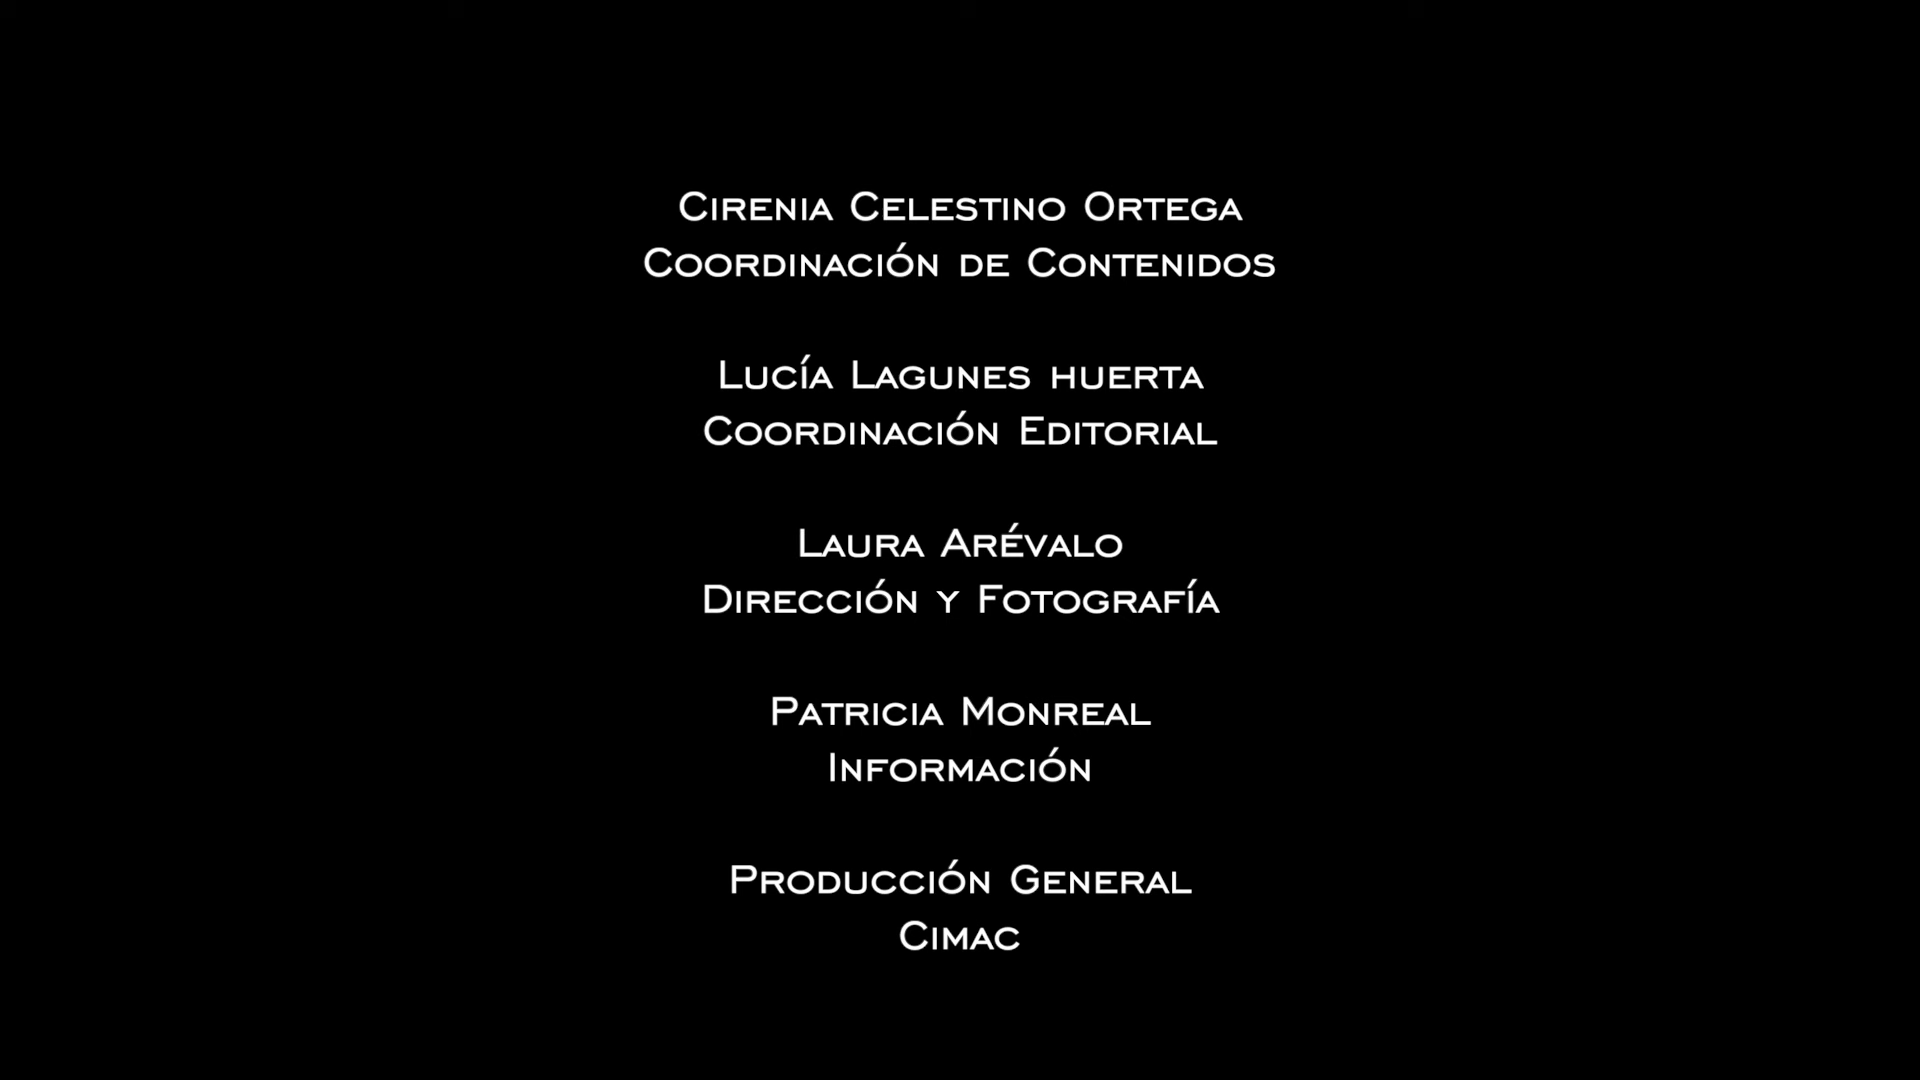 Cirenia Celestino Ortega
Coordinación de Contenidos
Lucía Lagunes huerta
Coordinación Editorial
Laura Arévalo
Dirección y Fotografía
Patricia Monreal
Información
Producción General
Cimac